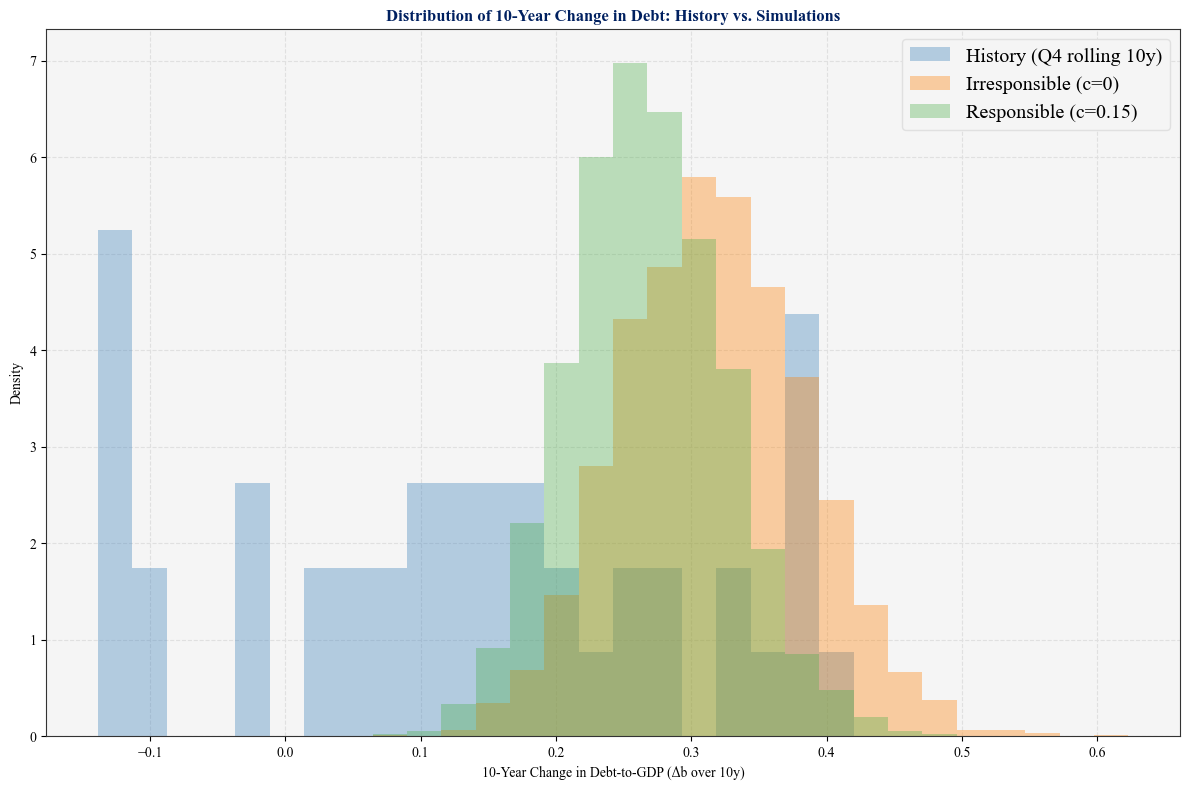 Distribution of 10-Year Change in Debt: History vs. Simulations
History (Q4 rolling 10y)
Irresponsible (c=0)
Responsible (c=0.15)
Density
7
6
5
4
3
2
1
0
−0.1
0.0
0.1
0.2
0.3
0.4
0.5
0.6
10-Year Change in Debt-to-GDP (Δb over 10y)